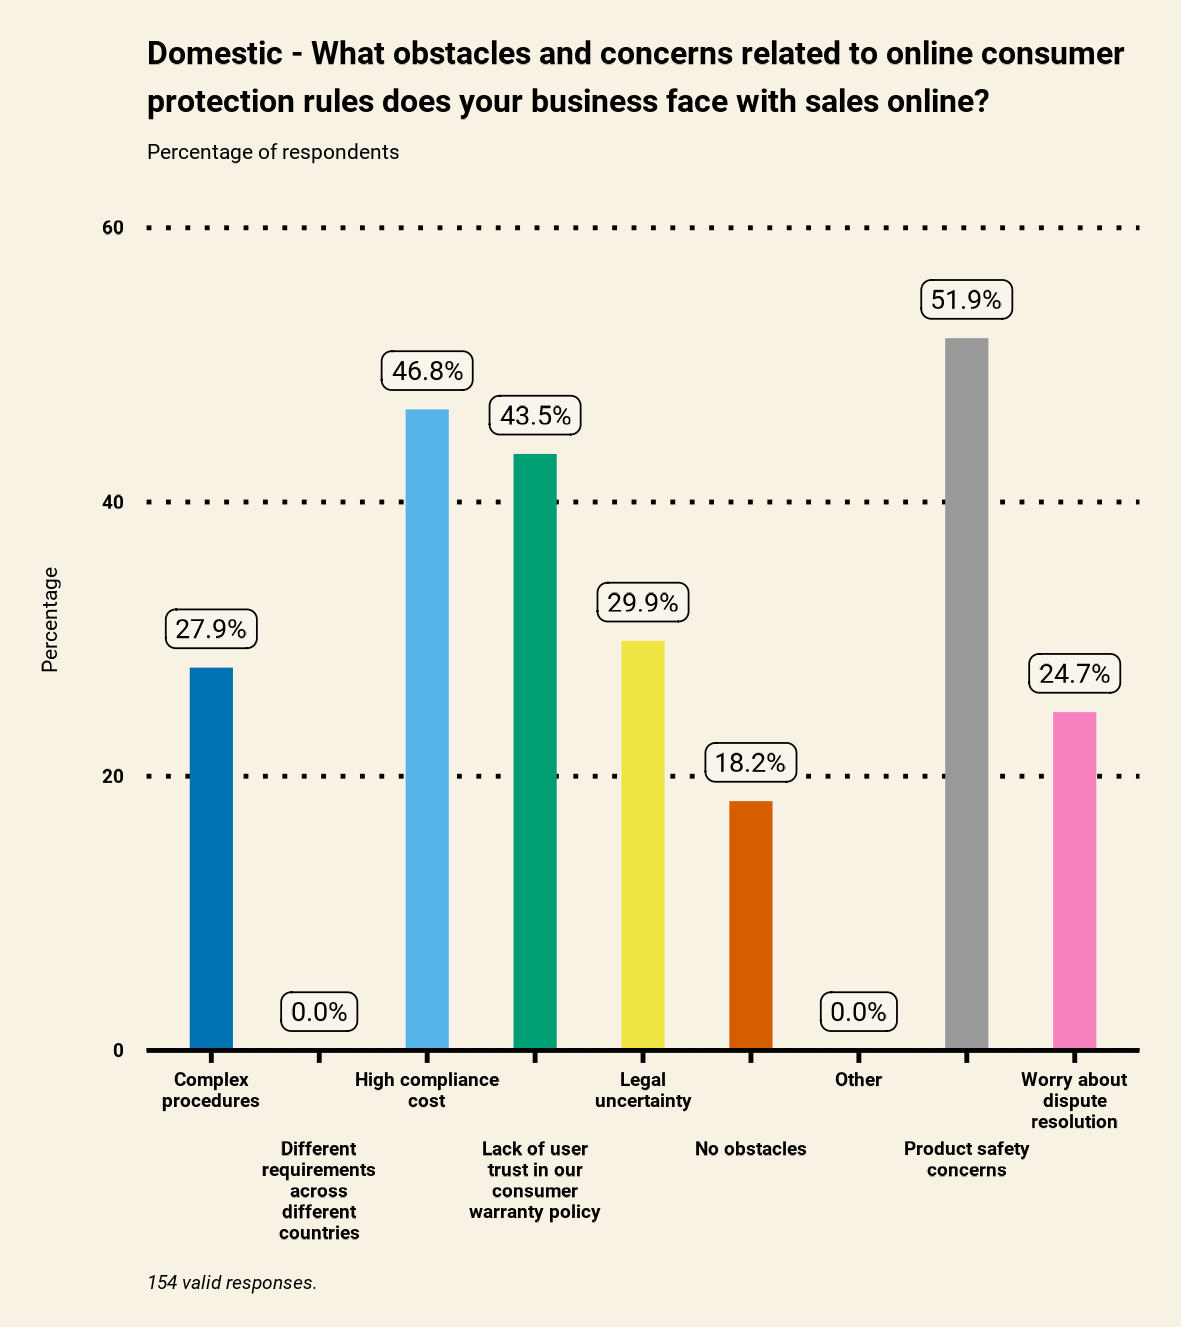 Domestic - What obstacles and concerns related to online consumer
protection rules does your business face with sales online?
Percentage of respondents
60
51.9%
46.8%
43.5%
40
Percentage
29.9%
27.9%
24.7%
18.2%
20
0.0%
0.0%
0
Complex
procedures
High compliance
cost
Legal
uncertainty
Other
Worry about
dispute
resolution
Different
requirements
across
different
countries
Lack of user
trust in our
consumer
warranty policy
No obstacles
Product safety
concerns
154 valid responses.